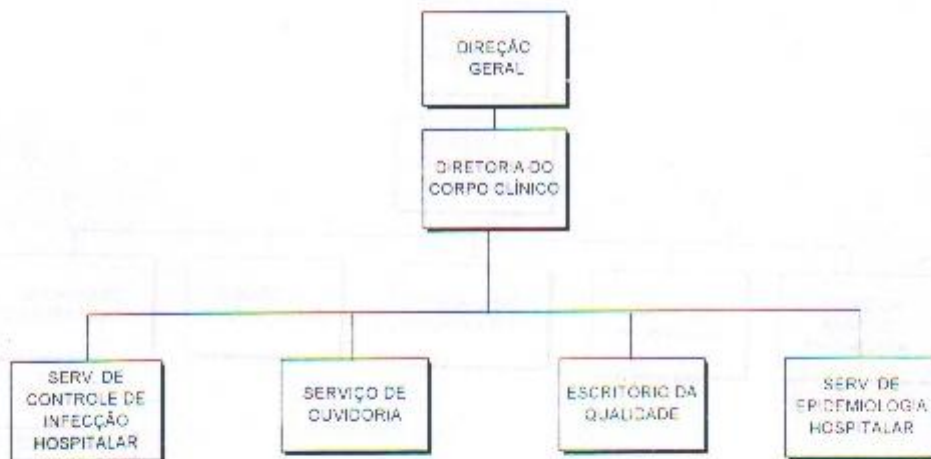 DIREÇÃO
GERAL
DIRETORIA DO
CORPO CLÍNICO
SERV. DE
CONTROLE DE
INFECÇÃO
HOSPITALAR
SERVIÇO DE
OUVIDORIA
ESCRITÓRIO DA
QUALIDADE
SERV. DE
EPIDEMIOLOGIA
HOSPITALAR